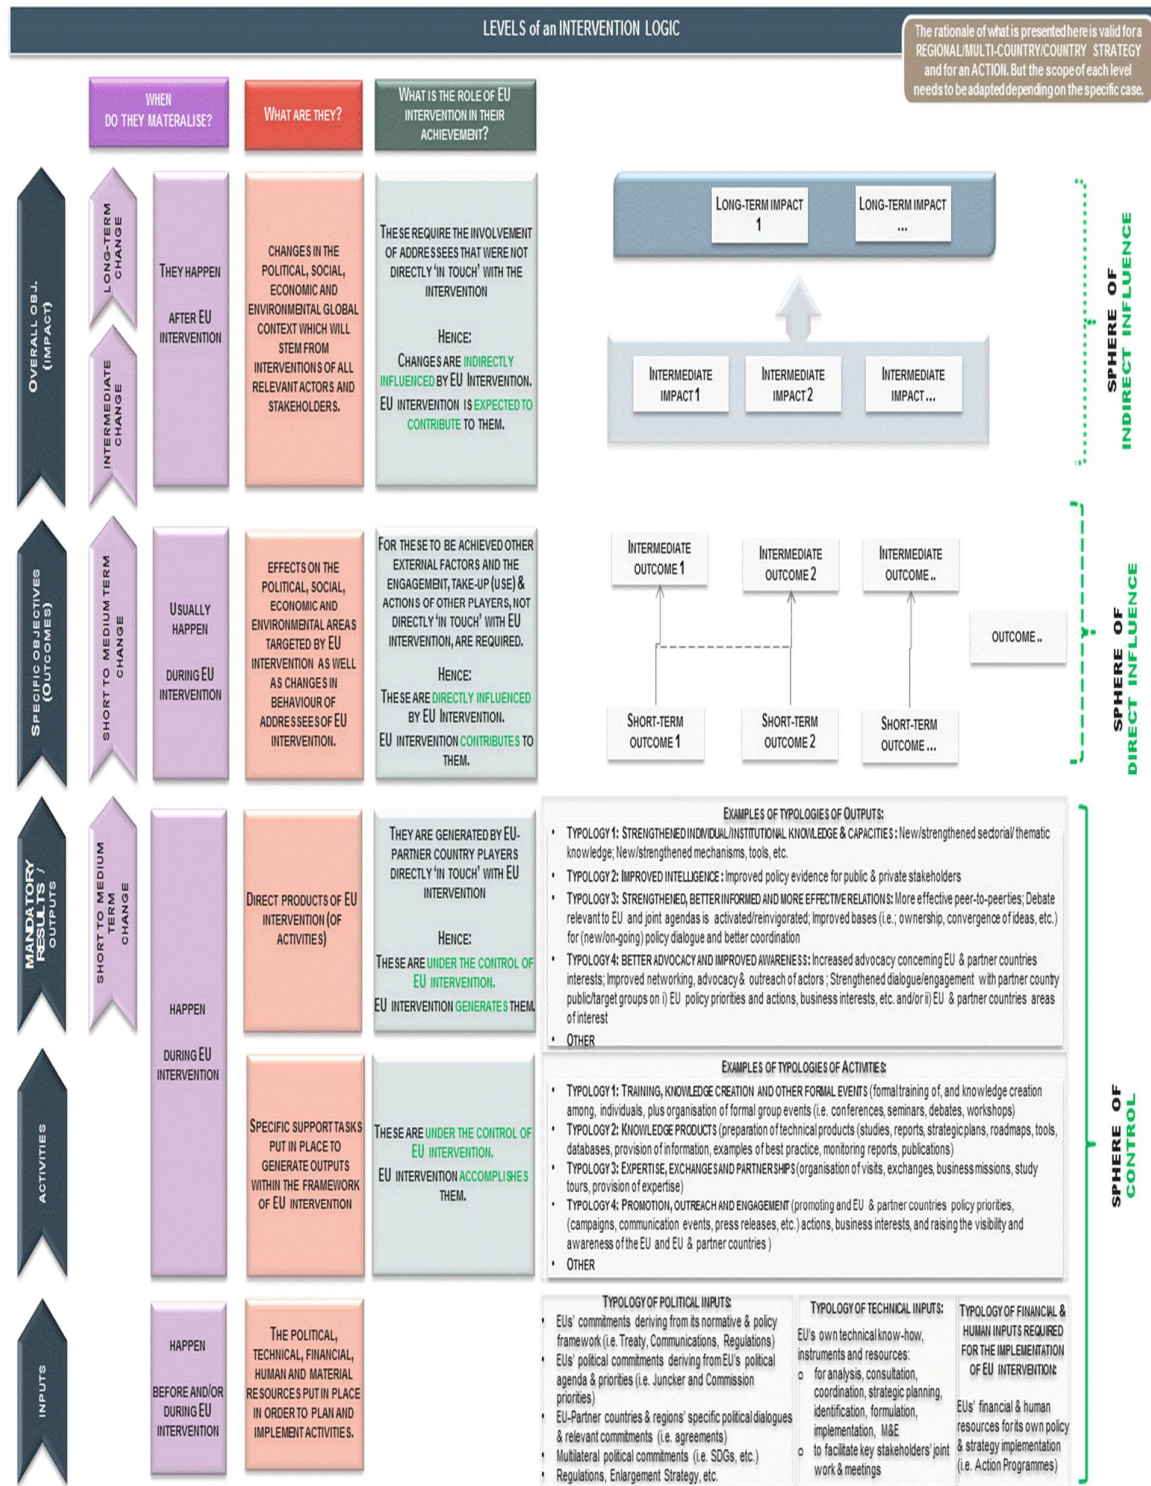 LEVELS of an INTERVENTION LOGIC
The rationale of what is presented here is valid for a
REGIONAL/MULTI-COUNTRY/COUNTRY STRATEGY
and for an ACTION. But the scope of each level
needs to be adapted depending on the specific case.
WHEN
DO THEY MATERALISE?
WHAT ARE THEY?
WHAT IS THE ROLE OF EU
INTERVENTION IN THEIR
ACHIEVEMENT?
OVERALL OBJ.
(IMPACT)
LONG-TERM
CHANGE
INTERMEDIATE
CHANGE
THEY HAPPEN
AFTER EU
INTERVENTION
CHANGES IN THE
POLITICAL, SOCIAL,
ECONOMIC AND
ENVIRONMENTAL GLOBAL
CONTEXT WHICH WILL
STEM FROM
INTERVENTIONS OF ALL
RELEVANT ACTORS AND
STAKEHOLDERS.
THESE REQUIRE THE INVOLVEMENT
OF ADDRESSEES THAT WERE NOT
DIRECTLY 'IN TOUCH' WITH THE
INTERVENTION
HENCE:
CHANGES ARE INDIRECTLY
INFLUENCED BY EU INTERVENTION.
EU INTERVENTION IS EXPECTED TO
CONTRIBUTE TO THEM.
LONG-TERM IMPACT
1
LONG-TERM IMPACT
...
INTERMEDIATE
IMPACT 1
INTERMEDIATE
IMPACT 2
INTERMEDIATE
IMPACT ...
SPHERE OF
INDIRECT INFLUENCE
SPECIFIC OBJECTIVES
(OUTCOMES)
SHORT TO MEDIUM TERM
CHANGE
USUALLY
HAPPEN
DURING EU
INTERVENTION
EFFECTS ON THE
POLITICAL, SOCIAL,
ECONOMIC AND
ENVIRONMENTAL AREAS
TARGETED BY EU
INTERVENTION AS WELL
AS CHANGES IN
BEHAVIOUR OF
ADDRESSEES OF EU
INTERVENTION.
FOR THESE TO BE ACHIEVED OTHER
EXTERNAL FACTORS AND THE
ENGAGEMENT, TAKE-UP (USE) &
ACTIONS OF OTHER PLAYERS, NOT
DIRECTLY 'IN TOUCH' WITH EU
INTERVENTION, ARE REQUIRED.
HENCE:
THESE ARE DIRECTLY INFLUENCED
BY EU INTERVENTION.
EU INTERVENTION CONTRIBUTES TO
THEM.
INTERMEDIATE
OUTCOME 1
INTERMEDIATE
OUTCOME 2
INTERMEDIATE
OUTCOME ..
OUTCOME ..
SHORT-TERM
OUTCOME 1
SHORT-TERM
OUTCOME 2
SHORT-TERM
OUTCOME ...
SPHERE OF
DIRECT INFLUENCE
MANDATORY
RESULTS /
OUTPUTS
SHORT TO MEDIUM
TERM
CHANGE
HAPPEN
DURING EU
INTERVENTION
DIRECT PRODUCTS OF EU
INTERVENTION (OF
ACTIVITIES)
THEY ARE GENERATED BY EU-
PARTNER COUNTRY PLAYERS
DIRECTLY 'IN TOUCH' WITH EU
INTERVENTION
HENCE:
THESE ARE UNDER THE CONTROL OF
EU INTERVENTION.
EU INTERVENTION GENERATES THEM.
EXAMPLES OF TYPOLOGIES OF OUTPUTS:
• TYPOLOGY 1: STRENGTHENED INDIVIDUAL/INSTITUTIONAL KNOWLEDGE & CAPACITIES : New/strengthened sectorial/ thematic
knowledge; New/strengthened mechanisms, tools, etc.
• TYPOLOGY 2: IMPROVED INTELLIGENCE : Improved policy evidence for public & private stakeholders
• TYPOLOGY 3: STRENGTHENED, BETTER INFORMED AND MORE EFFECTIVE RELATIONS: More effective peer-to-peerties; Debate
relevant to EU and joint agendas is activated/reinvigorated; Improved bases (i.e.; ownership, convergence of ideas, etc.)
for (new/on-going) policy dialogue and better coordination
• TYPOLOGY 4: BETTER ADVOCACY AND IMPROVED AWARENESS: Increased advocacy concerning EU & partner countries
interests; Improved networking, advocacy & outreach of actors ; Strengthened dialogue/engagement with partner country
public/target groups on i) EU policy priorities and actions, business interests, etc. and/or ii) EU & partner countries areas
of interest
• OTHER
ACTIVITIES
SPECIFIC SUPPORT TASKS
PUT IN PLACE TO
GENERATE OUTPUTS
WITHIN THE FRAMEWORK
OF EU INTERVENTION
THESE ARE UNDER THE CONTROL OF
EU INTERVENTION.
EU INTERVENTION ACCOMPLISHES
THEM.
EXAMPLES OF TYPOLOGIES OF ACTIVITIES:
• TYPOLOGY 1: TRAINING, KNOWLEDGE CREATION AND OTHER FORMAL EVENTS (formal training of, and knowledge creation
among, individuals, plus organisation of formal group events (i.e. conferences, seminars, debates, workshops)
• TYPOLOGY 2: KNOWLEDGE PRODUCTS (preparation of technical products (studies, reports, strategic plans, roadmaps, tools,
databases, provision of information, examples of best practice, monitoring reports, publications)
• TYPOLOGY 3: EXPERTISE, EXCHANGES AND PARTNERSHIPS (organisation of visits, exchanges, business missions, study
tours, provision of expertise)
• TYPOLOGY 4: PROMOTION, OUTREACH AND ENGAGEMENT (promoting and EU & partner countries policy priorities,
(campaigns, communication events, press releases, etc.) actions, business interests, and raising the visibility and
awareness of the EU and EU & partner countries )
• OTHER
SPHERE OF
CONTROL
INPUTS
HAPPEN
BEFORE AND/OR
DURING EU
INTERVENTION
THE POLITICAL,
TECHNICAL, FINANCIAL,
HUMAN AND MATERIAL
RESOURCES PUT IN PLACE
IN ORDER TO PLAN AND
IMPLEMENT ACTIVITIES.
TYPOLOGY OF POLITICAL INPUTS:
• EUs' commitments deriving from its normative & policy
framework (i.e. Treaty, Communications, Regulations)
• EUs' political commitments deriving from EU's political
agenda & priorities (i.e. Juncker and Commission
priorities)
• EU-Partner countries & regions' specific political dialogues
& relevant commitments (i.e. agreements)
• Multilateral political commitments (i.e. SDGs, etc.)
• Regulations, Enlargement Strategy, etc.
TYPOLOGY OF TECHNICAL INPUTS:
EU's own technical know-how,
instruments and resources:
o for analysis, consultation,
coordination, strategic planning,
identification, formulation,
implementation, M&E
o to facilitate key stakeholders' joint
work & meetings
TYPOLOGY OF FINANCIAL &
HUMAN INPUTS REQUIRED
FOR THE IMPLEMENTATION
OF EU INTERVENTION:
EUs' financial & human
resources for its own policy
& strategy implementation
(i.e. Action Programmes)